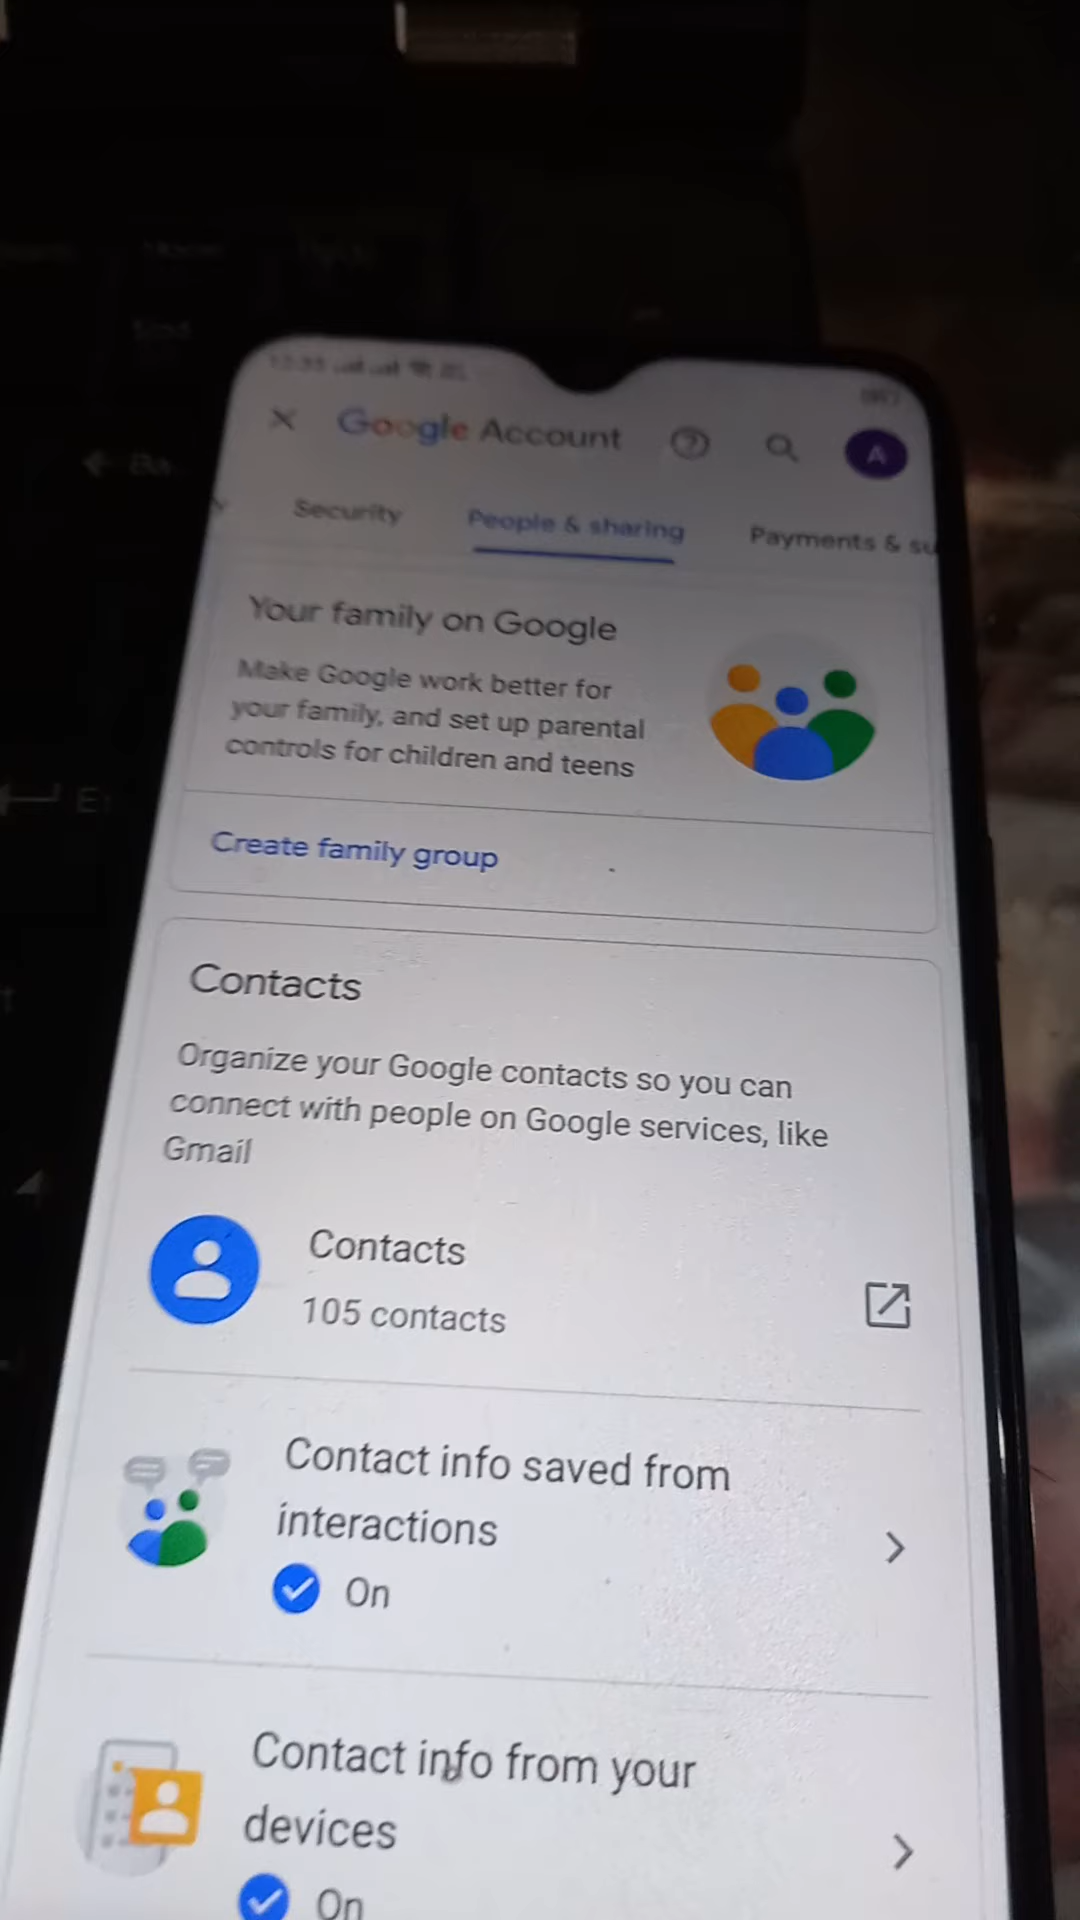 Google Account
A
Security People & sharing Payments & su
Your family on Google
Make Google work better for
your family, and set up parental
controls for children and teens
Create family group
Contacts
Organize your Google contacts so you can
connect with people on Google services, like
Gmail
Contacts
105 contacts
Contact info saved from
interactions
On
Contact info from your
devices
On